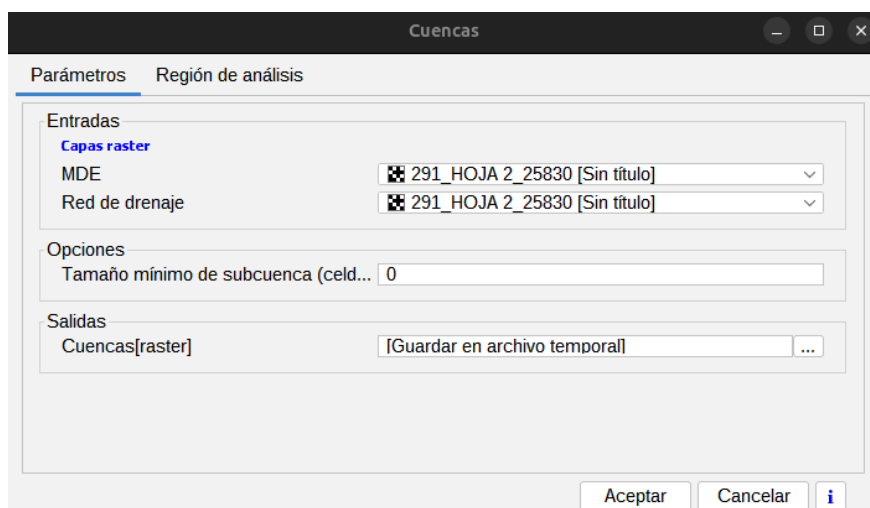 Cuencas
Parámetros Región de análisis
Entradas
Capas raster
MDE 291_HOJA 2_25830 [Sin título]
Red de drenaje 291_HOJA 2_25830 [Sin título]
Opciones
Tamaño mínimo de subcuenca (celd... 0
Salidas
Cuencas[raster] [Guardar en archivo temporal] ...
Aceptar Cancelar i